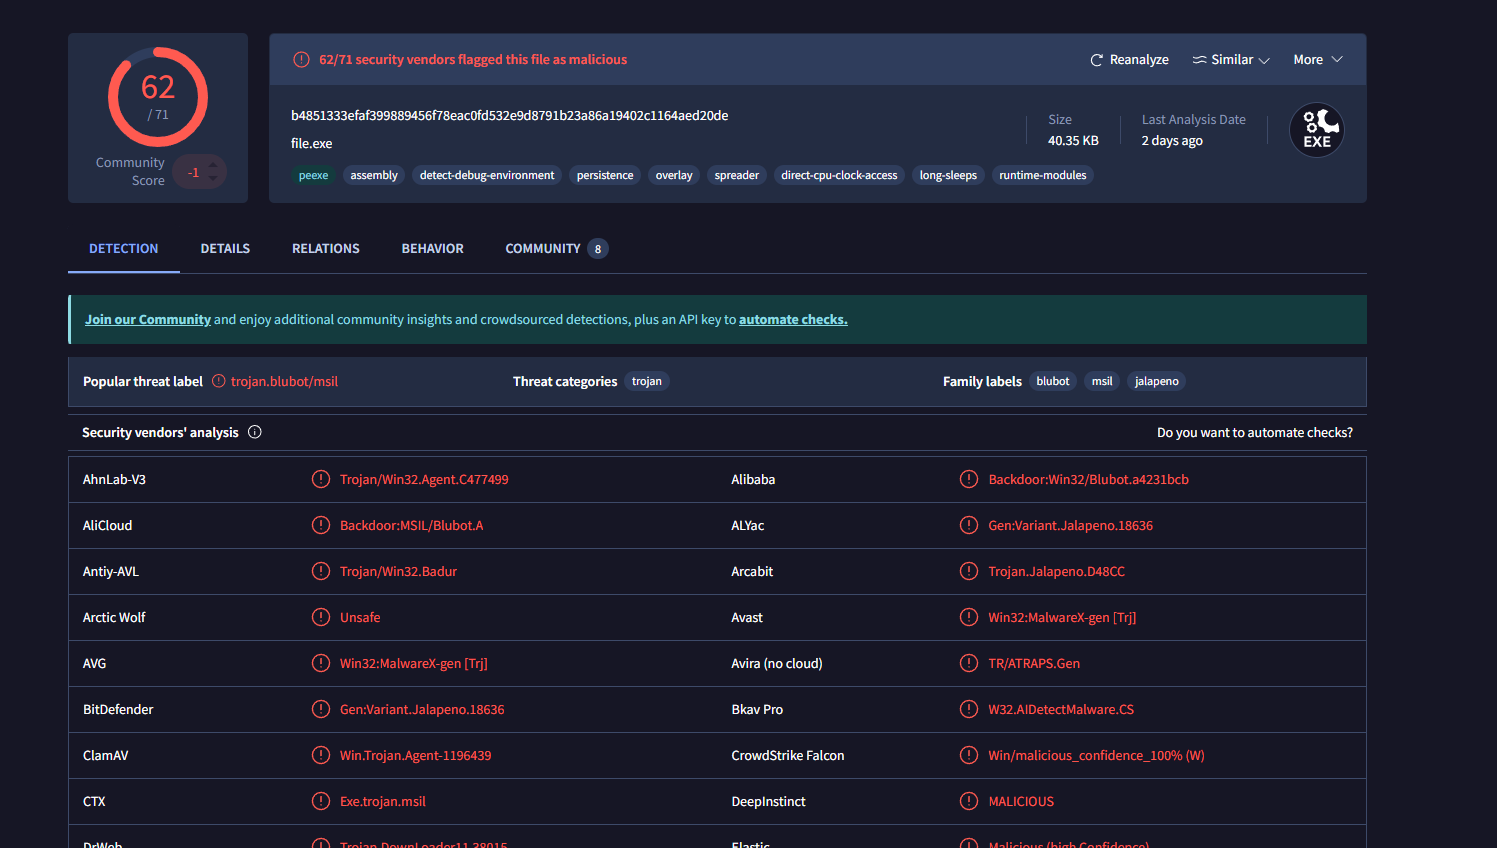 62
/ 71
Community
Score
-1
62/71 security vendors flagged this file as malicious
Reanalyze
Similar
More
b4851333efaf399889456f78eac0fd532e9d8791b23a86a19402c1164aed20de
file.exe
Size
40.35 KB
Last Analysis Date
2 days ago
EXE
peexe assembly detect-debug-environment persistence overlay spreader direct-cpu-clock-access long-sleeps runtime-modules
DETECTION DETAILS RELATIONS BEHAVIOR COMMUNITY 8
Join our Community and enjoy additional community insights and crowdsourced detections, plus an API key to automate checks.
Popular threat label trojan.blubot/msil Threat categories trojan Family labels blubot msil jalapeno
Security vendors' analysis Do you want to automate checks?
AhnLab-V3 Trojan/Win32.Agent.C477499 Alibaba Backdoor:Win32/Blubot.a4231bcb
AliCloud Backdoor:MSIL/Blubot.A ALYac Gen:Variant.Jalapeno.18636
Antiy-AVL Trojan/Win32.Badur Arcabit Trojan.Jalapeno.D48CC
Arctic Wolf Unsafe Avast Win32:MalwareX-gen [Trj]
AVG Win32:MalwareX-gen [Trj] Avira (no cloud) TR/ATRAPS.Gen
BitDefender Gen:Variant.Jalapeno.18636 Bkav Pro W32.AIDetectMalware.CS
ClamAV Win.Trojan.Agent-1196439 CrowdStrike Falcon Win/malicious_confidence_100% (W)
CTX Exe.trojan.msil DeepInstinct MALICIOUS
DrWeb Trojan.DownLoader11.38015 Elastic Malicious (high Confidence)